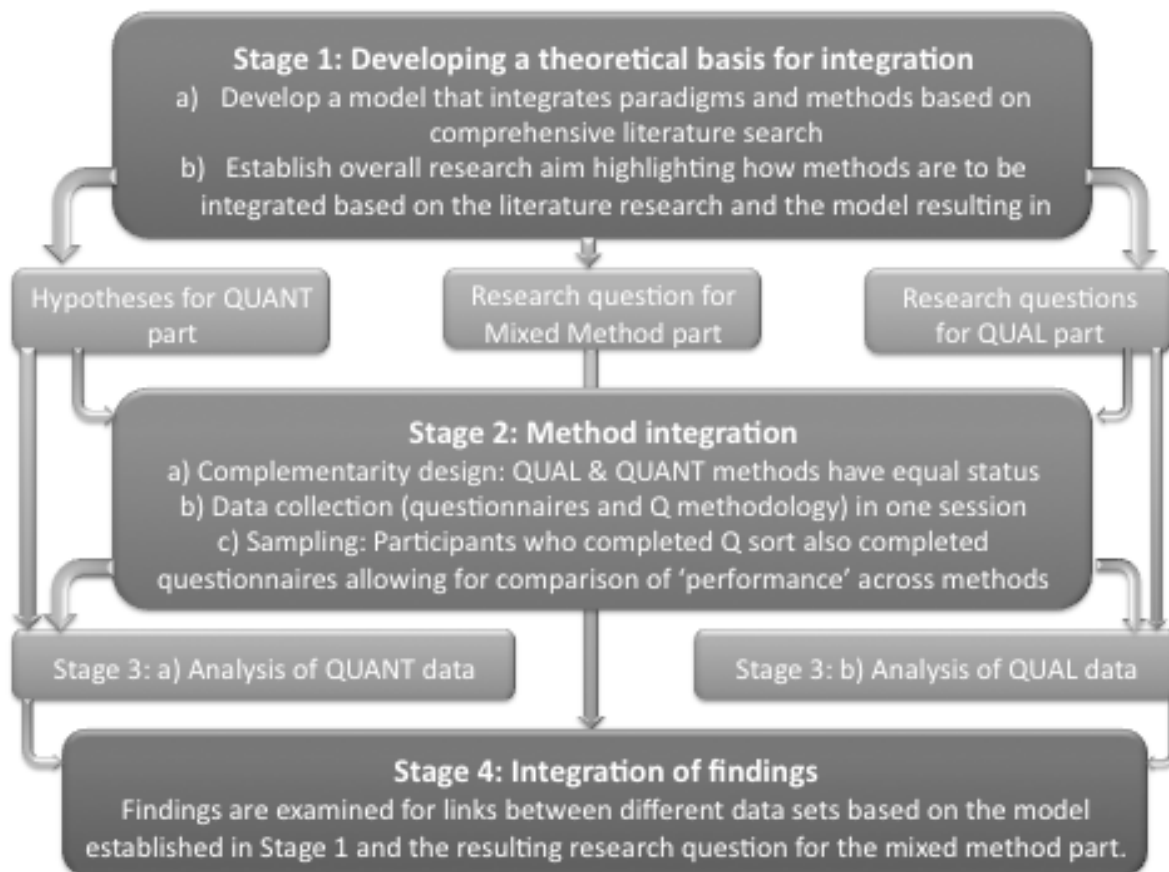 Stage 1: Developing a theoretical basis for integration
a) Develop a model that integrates paradigms and methods based on
comprehensive literature search
b) Establish overall research aim highlighting how methods are to be
integrated based on the literature research and the model resulting in
Hypotheses for QUANT
part
Research question for
Mixed Method part
Research questions
for QUAL part
Stage 2: Method integration
a) Complementarity design: QUAL & QUANT methods have equal status
b) Data collection (questionnaires and Q methodology) in one session
c) Sampling: Participants who completed Q sort also completed
questionnaires allowing for comparison of ‘performance’ across methods
Stage 3: a) Analysis of QUANT data
Stage 3: b) Analysis of QUAL data
Stage 4: Integration of findings
Findings are examined for links between different data sets based on the model
established in Stage 1 and the resulting research question for the mixed method part.